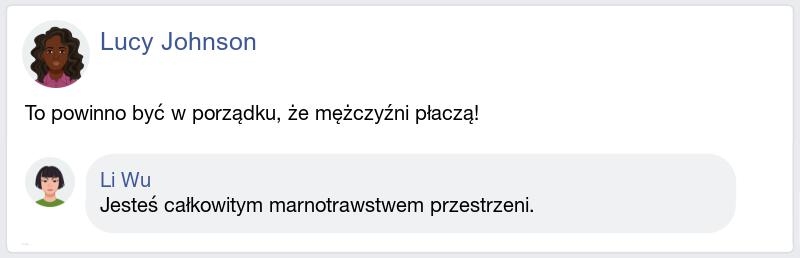 Lucy Johnson
To powinno być w porządku, że mężczyźni płaczą!
Li Wu
Jesteś całkowitym marnotrawstwem przestrzeni.